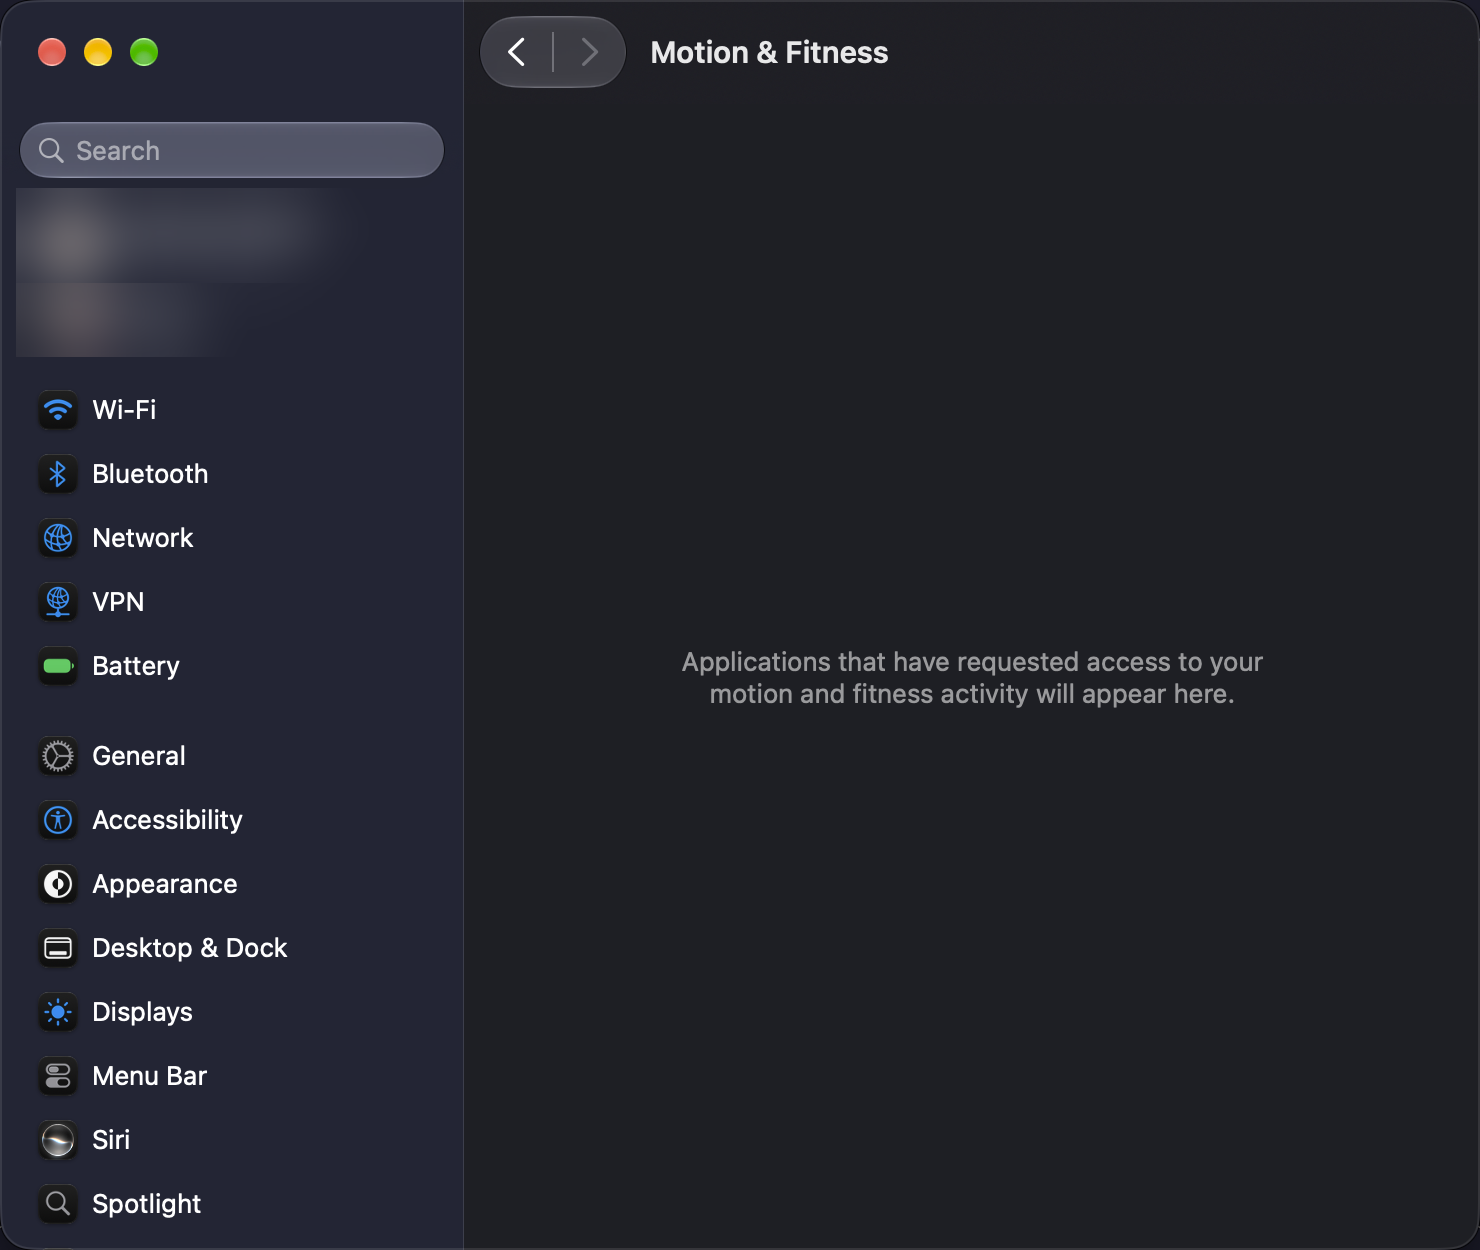 Motion & Fitness
Search
Wi-Fi
Bluetooth
Network
VPN
Battery
General
Accessibility
Appearance
Desktop & Dock
Displays
Menu Bar
Siri
Spotlight
Applications that have requested access to your
motion and fitness activity will appear here.